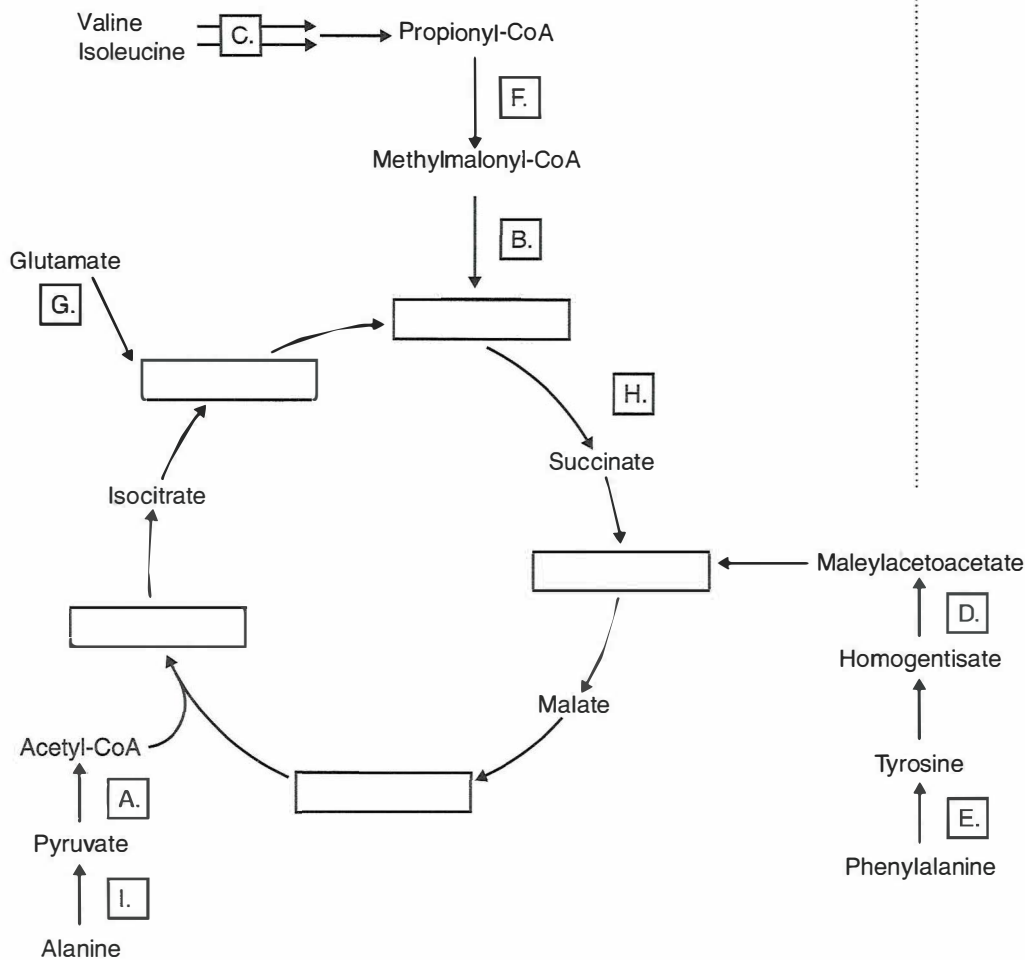 Valine
Isoleucine
C.
Propionyl-CoA
F.
Methylmalonyl-CoA
B.
Glutamate
G.
H.
Succinate
Isocitrate
Maleylacetoacetate
D.
Homogentisate
Malate
Acetyl-CoA
Tyrosine
A.
E.
Pyruvate
Phenylalanine
I.
Alanine